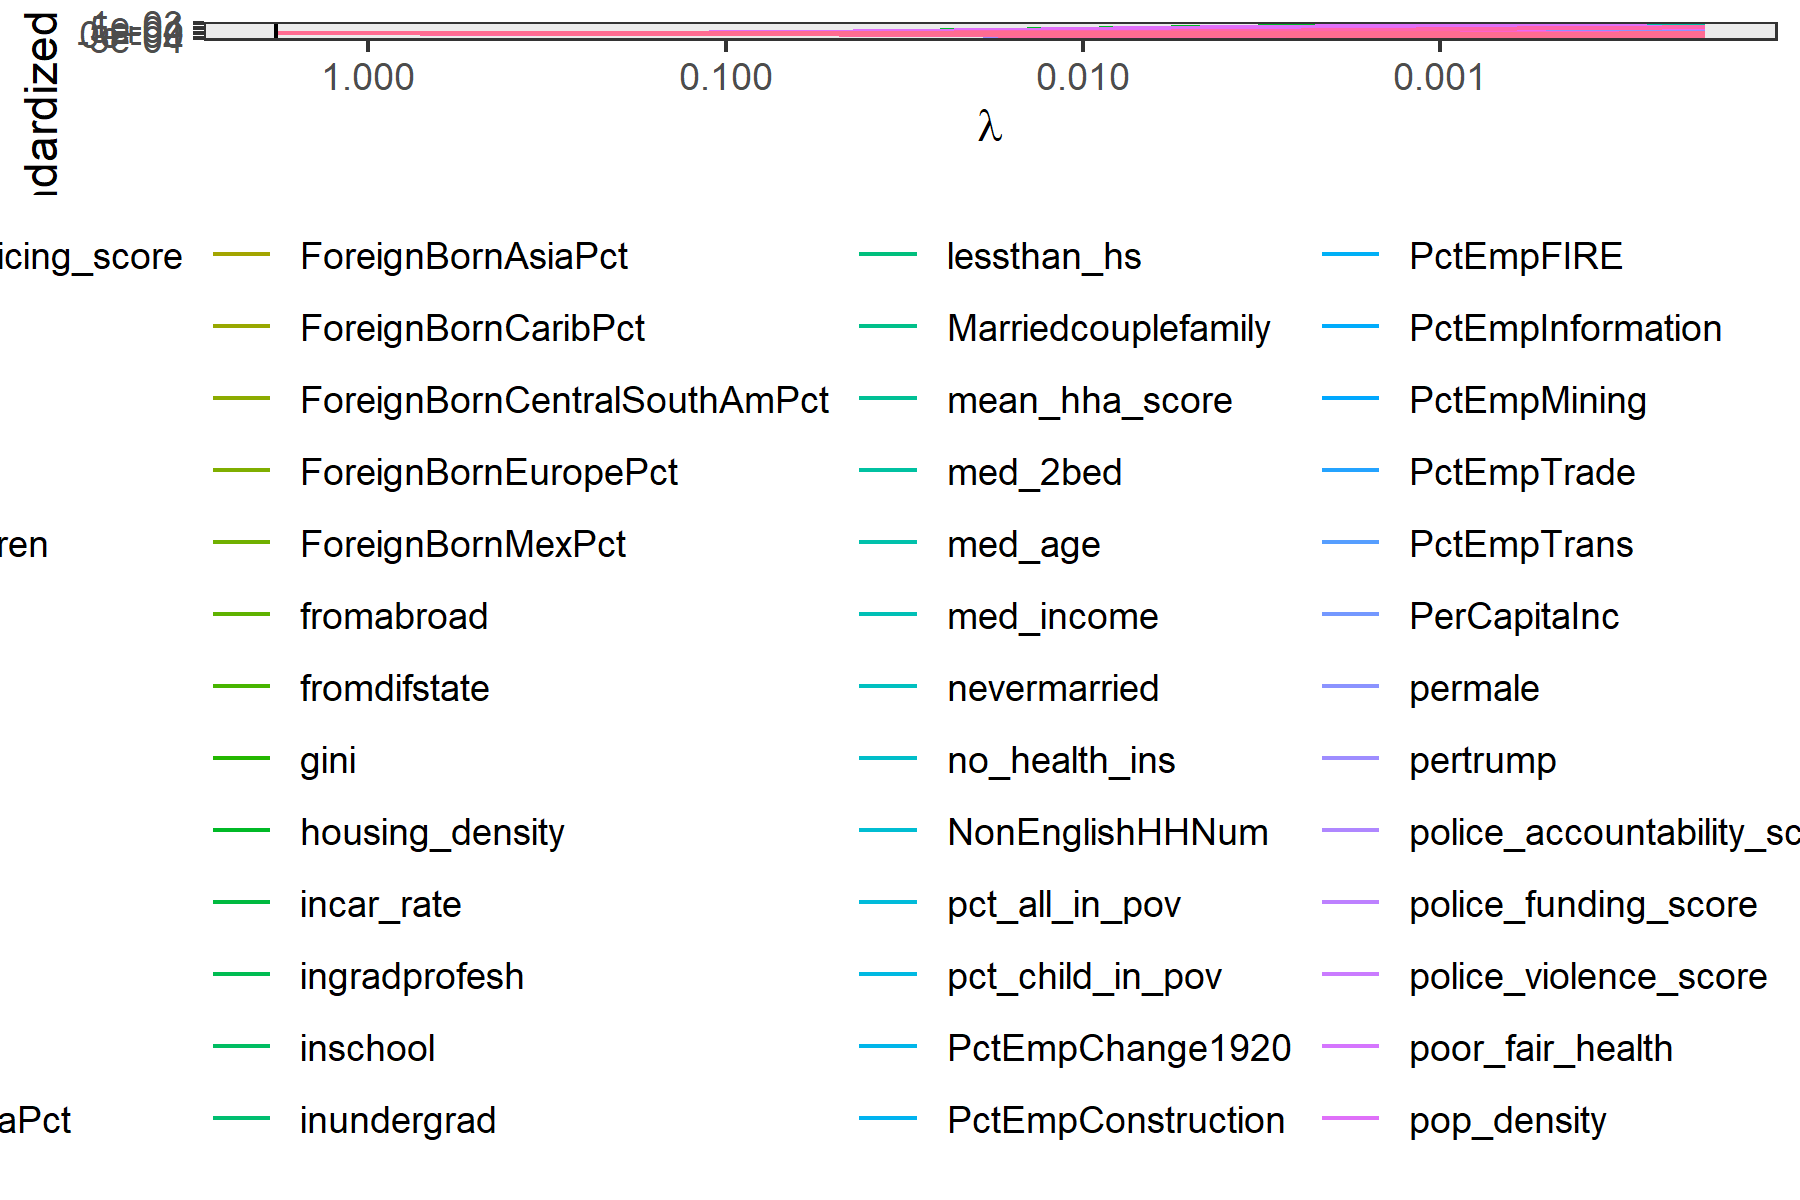 ndardized
1.000 0.100 0.010 0.001
λ
icing_score ForeignBornAsiaPct lessthan_hs PctEmpFIRE
ForeignBornCaribPct Marriedcouplefamily PctEmpInformation
ForeignBornCentralSouthAmPct mean_hha_score PctEmpMining
ForeignBornEuropePct med_2bed PctEmpTrade
ren ForeignBornMexPct med_age PctEmpTrans
fromabroad med_income PerCapitaInc
fromdifstate nevermarried permale
gini no_health_ins pertrump
housing_density NonEnglishHHNum police_accountability_sc
incar_rate pct_all_in_pov police_funding_score
ingradprofesh pct_child_in_pov police_violence_score
inschool PctEmpChange1920 poor_fair_health
aPct inundergrad PctEmpConstruction pop_density